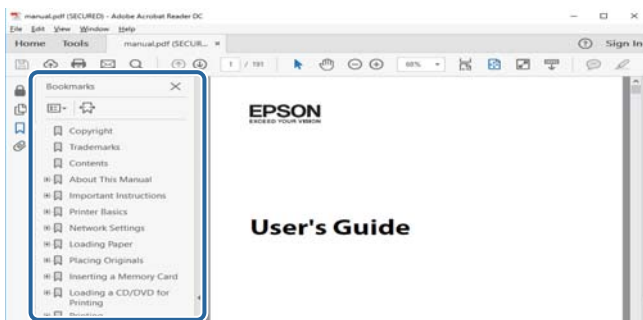 manual.pdf (SECURED) - Adobe Acrobat Reader DC
File Edit View Window Help
Home Tools manual.pdf (SECUR... × Sign In
1 / 191 68%
Bookmarks
Copyright
Trademarks
Contents
About This Manual
Important Instructions
Printer Basics
Network Settings
Loading Paper
Placing Originals
Inserting a Memory Card
Loading a CD/DVD for
Printing
Printing
EPSON
EXCEED YOUR VISION
User's Guide